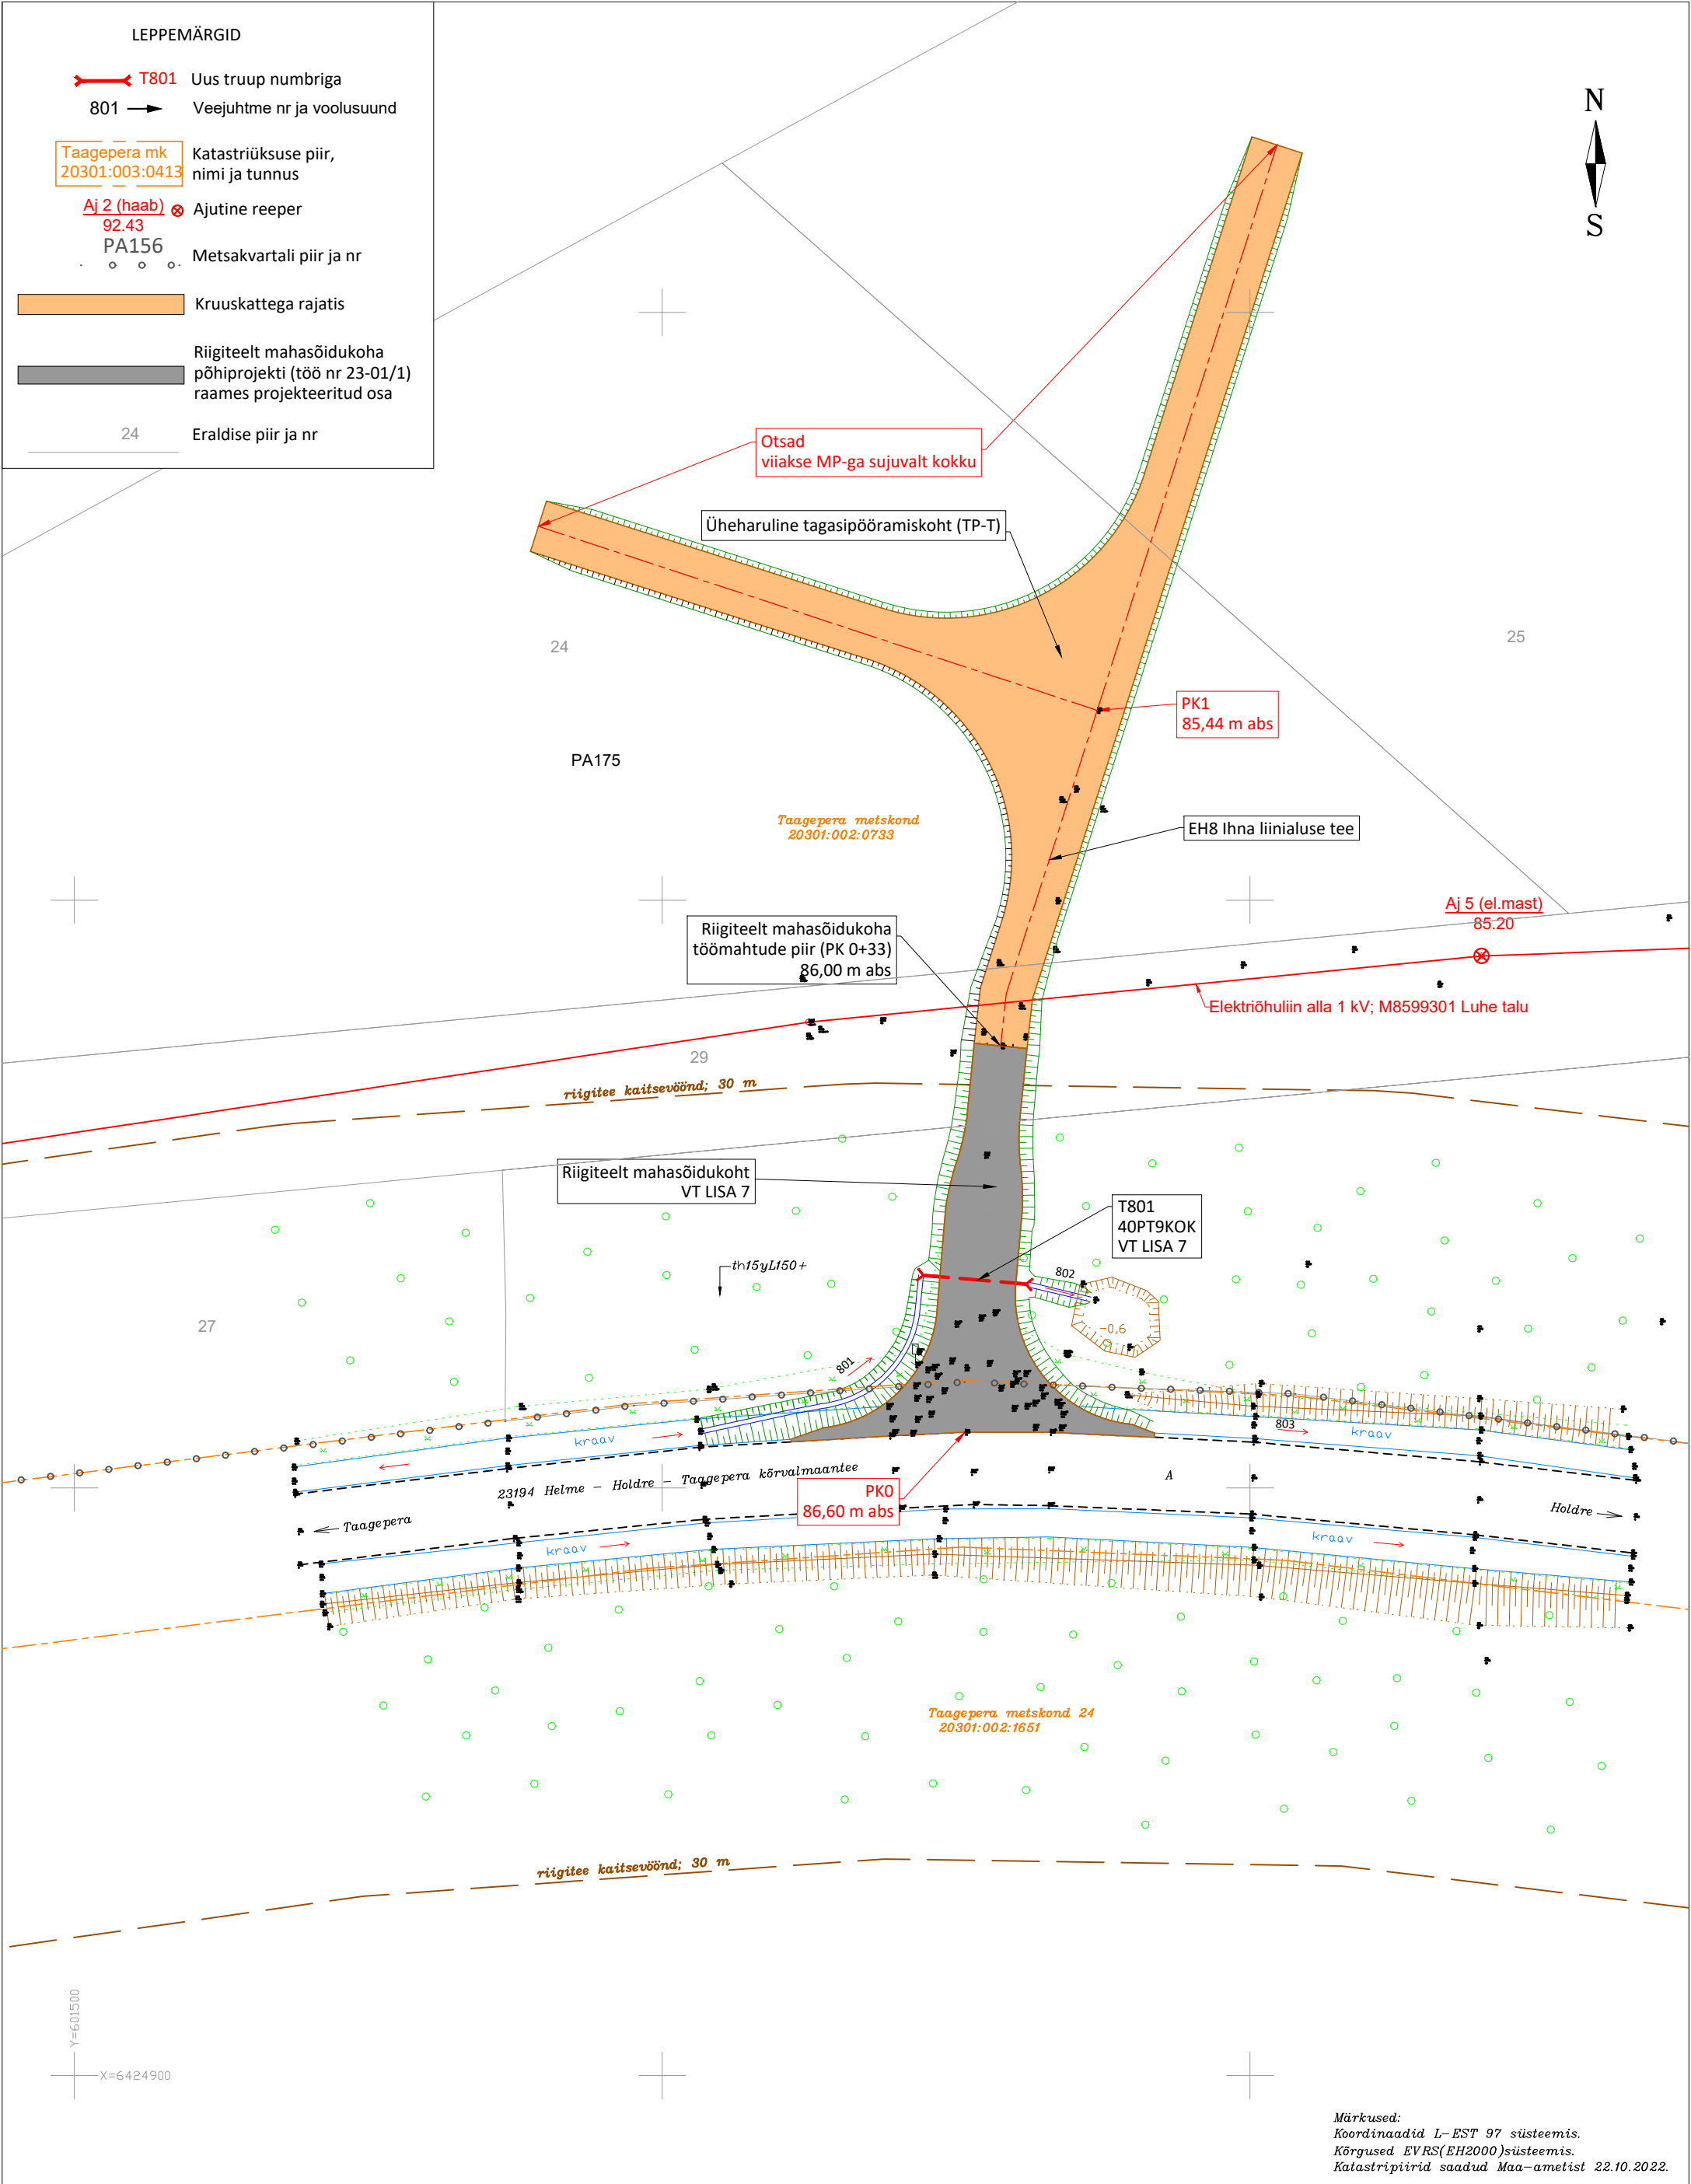 LEPPEMÄRGID
T801 Uus truup numbriga
801 Veejuhtme nr ja voolusuund
Taagepera mk
20301:003:0413
Katastriüksuse piir,
nimi ja tunnus
Aj 2 (haab)
92.43
Ajutine reeper
PA156
Metsakvartali piir ja nr
Kruuskattega rajatis
Riigiteelt mahasõidukoha
põhiprojekti (töö nr 23-01/1)
raames projekteeritud osa
24 Eraldise piir ja nr
N
S
Otsad
viiakse MP-ga sujuvalt kokku
Üheharuline tagasipööramiskoht (TP-T)
24
25
PK1
85,44 m abs
PA175
Taagepera metskond
20301:002:0733
EH8 Ihna liinialuse tee
Aj 5 (el.mast)
85.20
Riigiteelt mahasõidukoha
töömahtude piir (PK 0+33)
86,00 m abs
Elektriõhuliin alla 1 kV; M8599301 Luhe talu
29
riigitee kaitsevöönd; 30 m
Riigiteelt mahasõidukoht
VT LISA 7
T801
40PT9KOK
VT LISA 7
th15yL150+
802
-0,6
27
801
803
kraav
kraav
23194 Helme - Holdre - Taagepera kõrvalmaantee
A
PK0
86,60 m abs
Taagepera
Holdre
kraav
kraav
Taagepera metskond 24
20301:002:1651
riigitee kaitsevöönd; 30 m
Y=601500
X=6424900
Märkused:
Koordinaadid L-EST 97 süsteemis.
Kõrgused EVRS(EH2000)süsteemis.
Katastripiirid saadud Maa-ametist 22.10.2022.